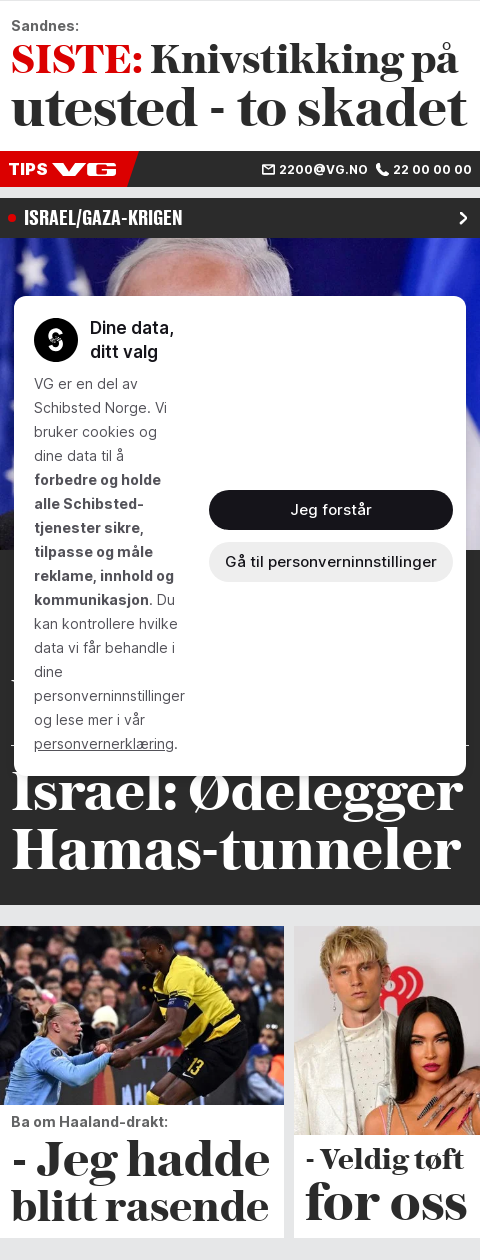 Sandnes:
SISTE: Knivstikking på
utested - to skadet
TIPS VG
2200@VG.NO
22 00 00 00
ISRAEL/GAZA-KRIGEN
Dine data,
ditt valg
VG er en del av
Schibsted Norge. Vi
bruker cookies og
dine data til å
forbedre og holde
alle Schibsted-
tjenester sikre,
tilpasse og måle
reklame, innhold og
kommunikasjon. Du
kan kontrollere hvilke
data vi får behandle i
dine
personverninnstillinger
og lese mer i vår
personvernerklæring.
Jeg forstår
Gå til personverninnstillinger
Israel: Ødelegger
Hamas-tunneler
13
Ba om Haaland-drakt:
- Jeg hadde
blitt rasende
- Veldig tøft
for oss